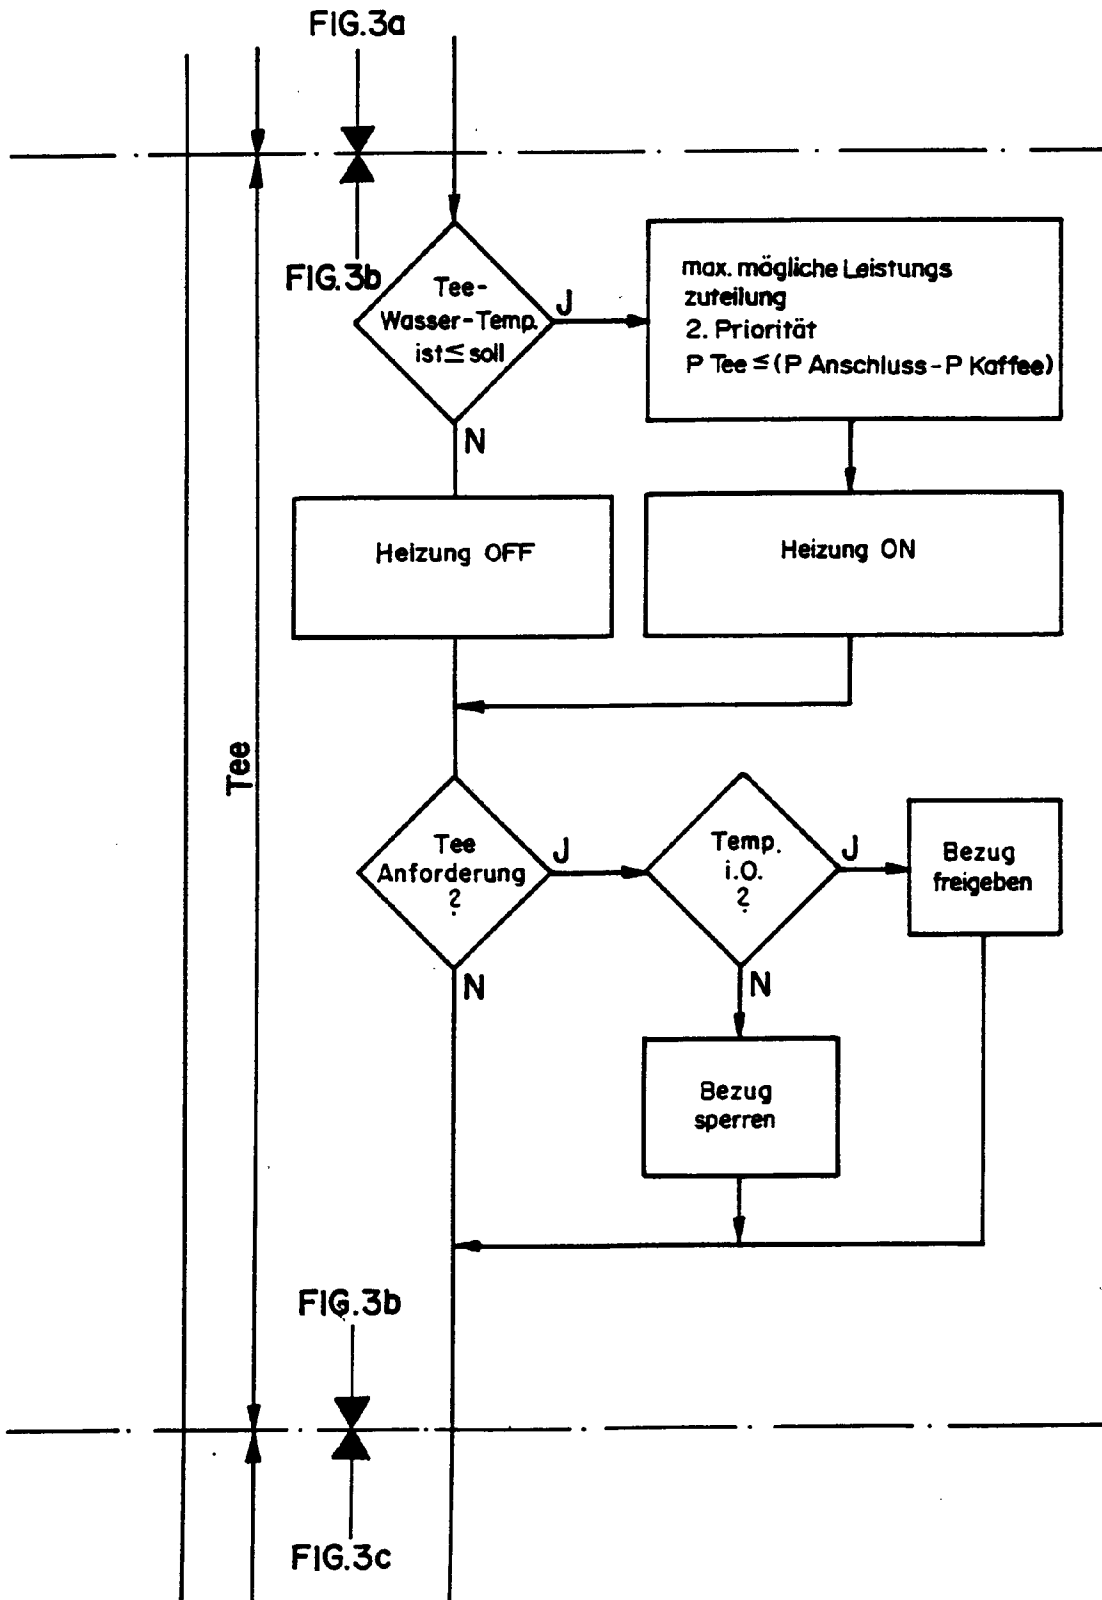 FIG.3a
FIG.3b
Tee-
Wasser-Temp.
ist ≤ soll
J
N
max. mögliche Leistungs
zuteilung
2. Priorität
P Tee ≤ (P Anschluss - P Kaffee)
Heizung OFF
Heizung ON
Tee
Tee
Anforderung
?
J
N
Temp.
i.O.
?
J
N
Bezug
freigeben
Bezug
sperren
FIG.3b
FIG.3c